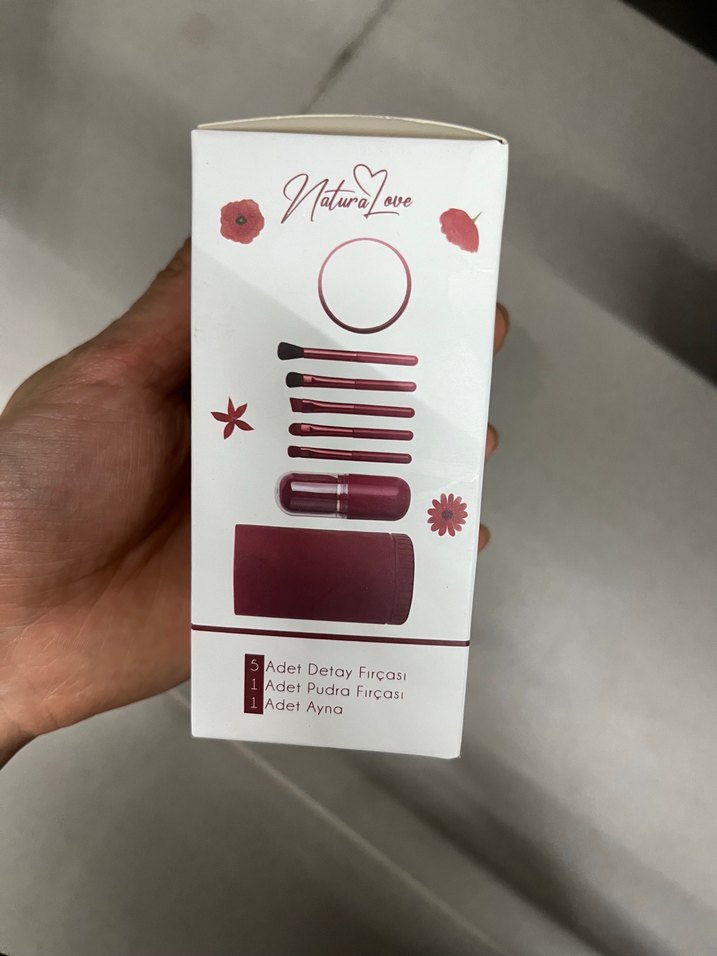 NaturaLove
5 Adet Detay Fırçası
1 Adet Pudra Fırçası
1 Adet Ayna